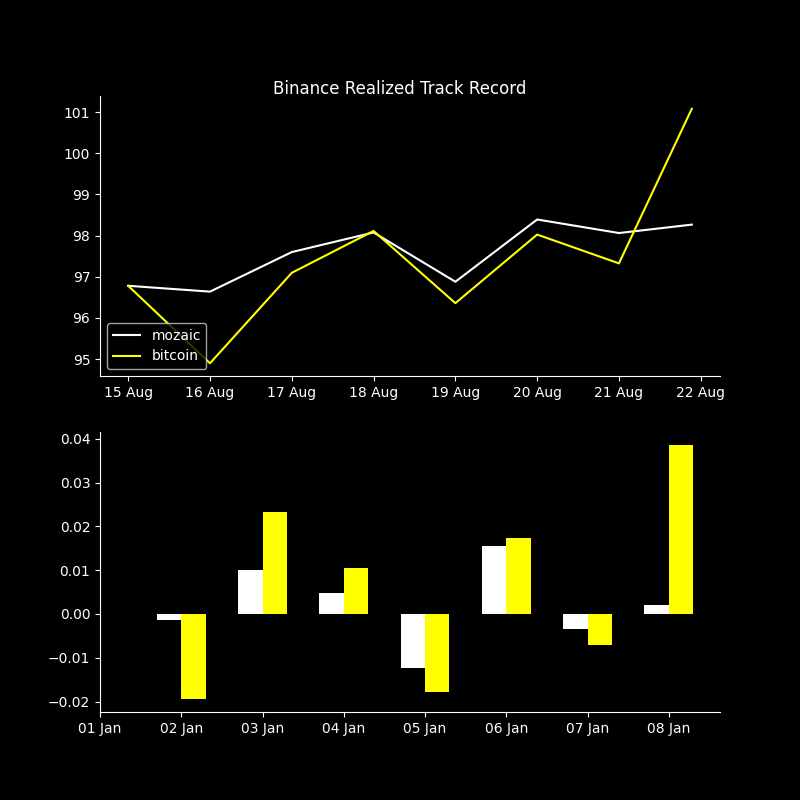 Binance Realized Track Record
101
100
99
98
97
96
95
mozaic
bitcoin
15 Aug 16 Aug 17 Aug 18 Aug 19 Aug 20 Aug 21 Aug 22 Aug
0.04
0.03
0.02
0.01
0.00
−0.01
−0.02
01 Jan 02 Jan 03 Jan 04 Jan 05 Jan 06 Jan 07 Jan 08 Jan